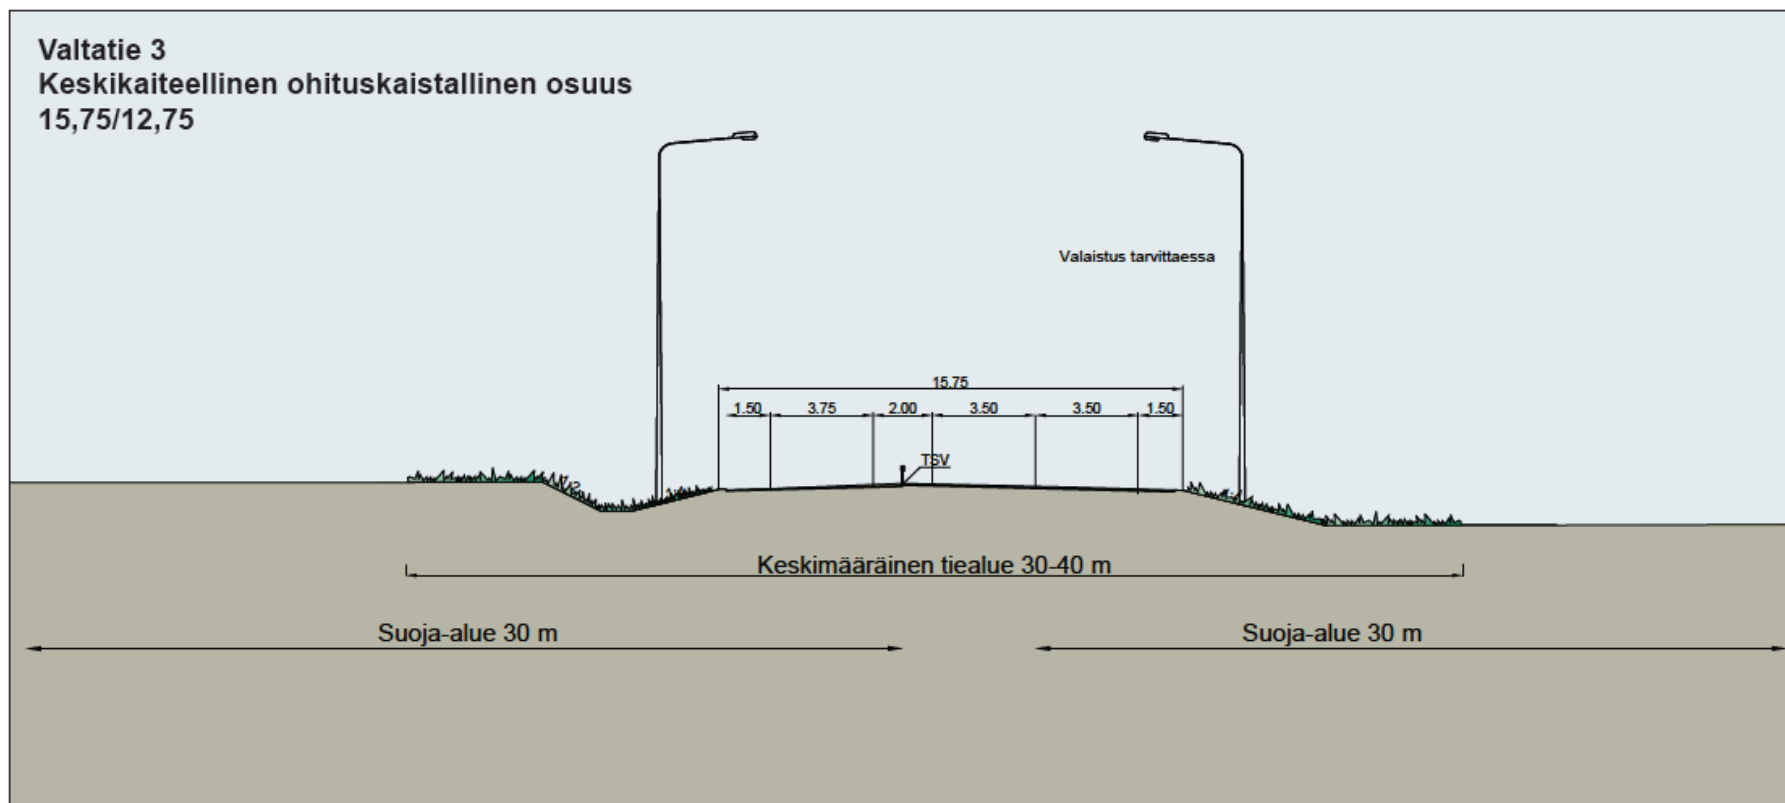 Valtatie 3
Keskikaiteellinen ohituskaistallinen osuus
15,75/12,75
Valaistus tarvittaessa
15.75
1.50 3.75 2.00 3.50 3.50 1.50
TSV
Keskimääräinen tiealue 30-40 m
Suoja-alue 30 m Suoja-alue 30 m